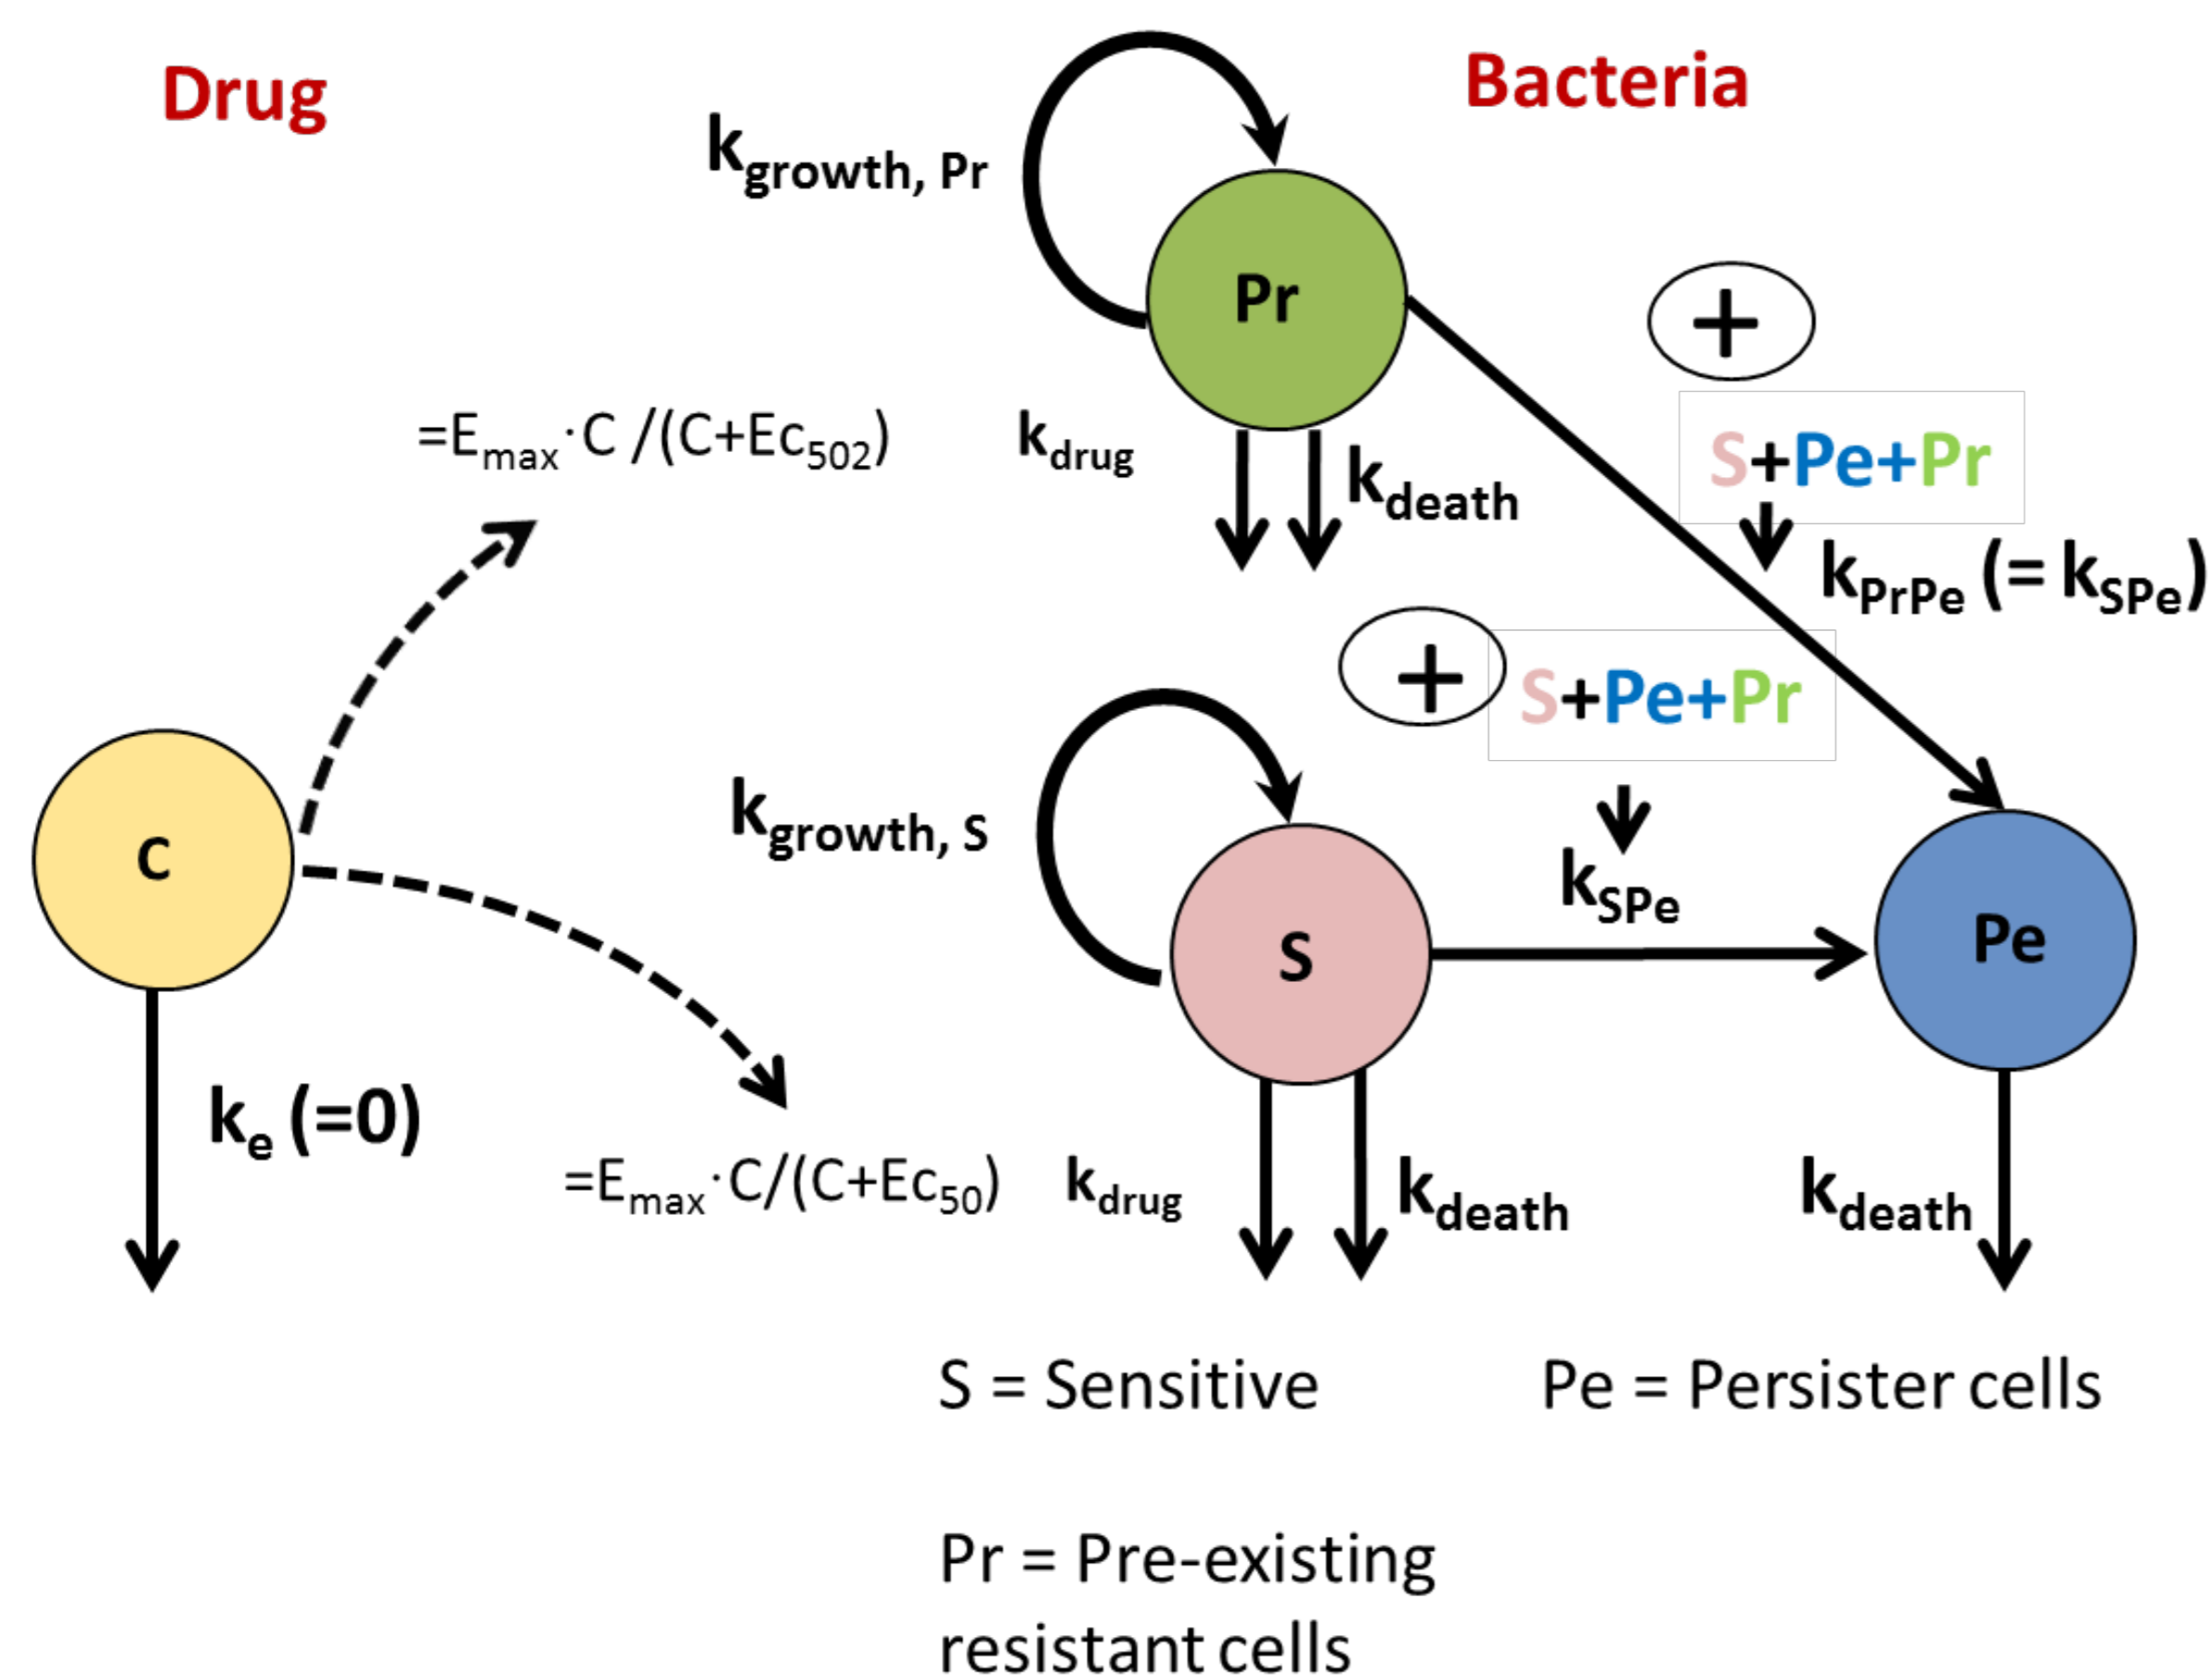 Drug
Bacteria
kgrowth, Pr
Pr
+
=Emax·C /(C+Ec502)
kdrug
kdeath
S+Pe+Pr
kPrPe (= kSPe)
+
S+Pe+Pr
kgrowth, S
C
kSPe
S
Pe
ke (=0)
=Emax·C/(C+Ec50)
kdrug
kdeath
kdeath
S = Sensitive
Pe = Persister cells
Pr = Pre-existing
resistant cells